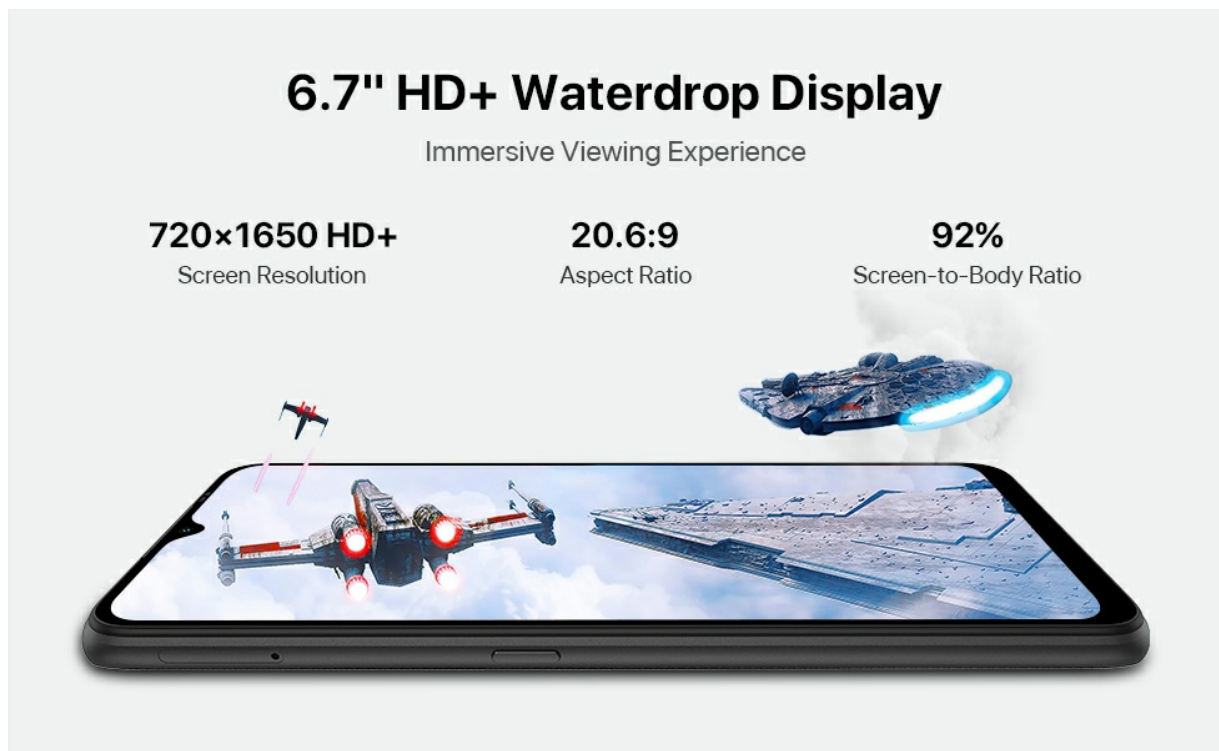 6.7" HD+ Waterdrop Display
Immersive Viewing Experience
720×1650 HD+
Screen Resolution
20.6:9
Aspect Ratio
92%
Screen-to-Body Ratio